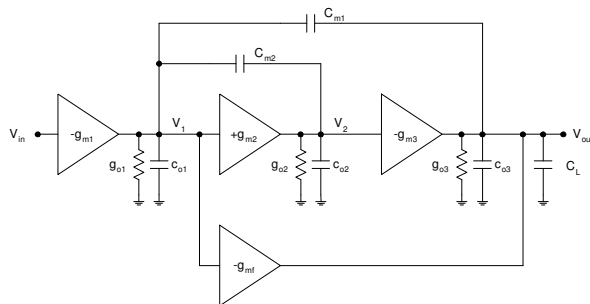 C_m1
C_m2
V_in
-g_m1
V_1
+g_m2
V_2
-g_m3
V_ou
g_o1
c_o1
g_o2
c_o2
g_o3
c_o3
C_L
-g_mf